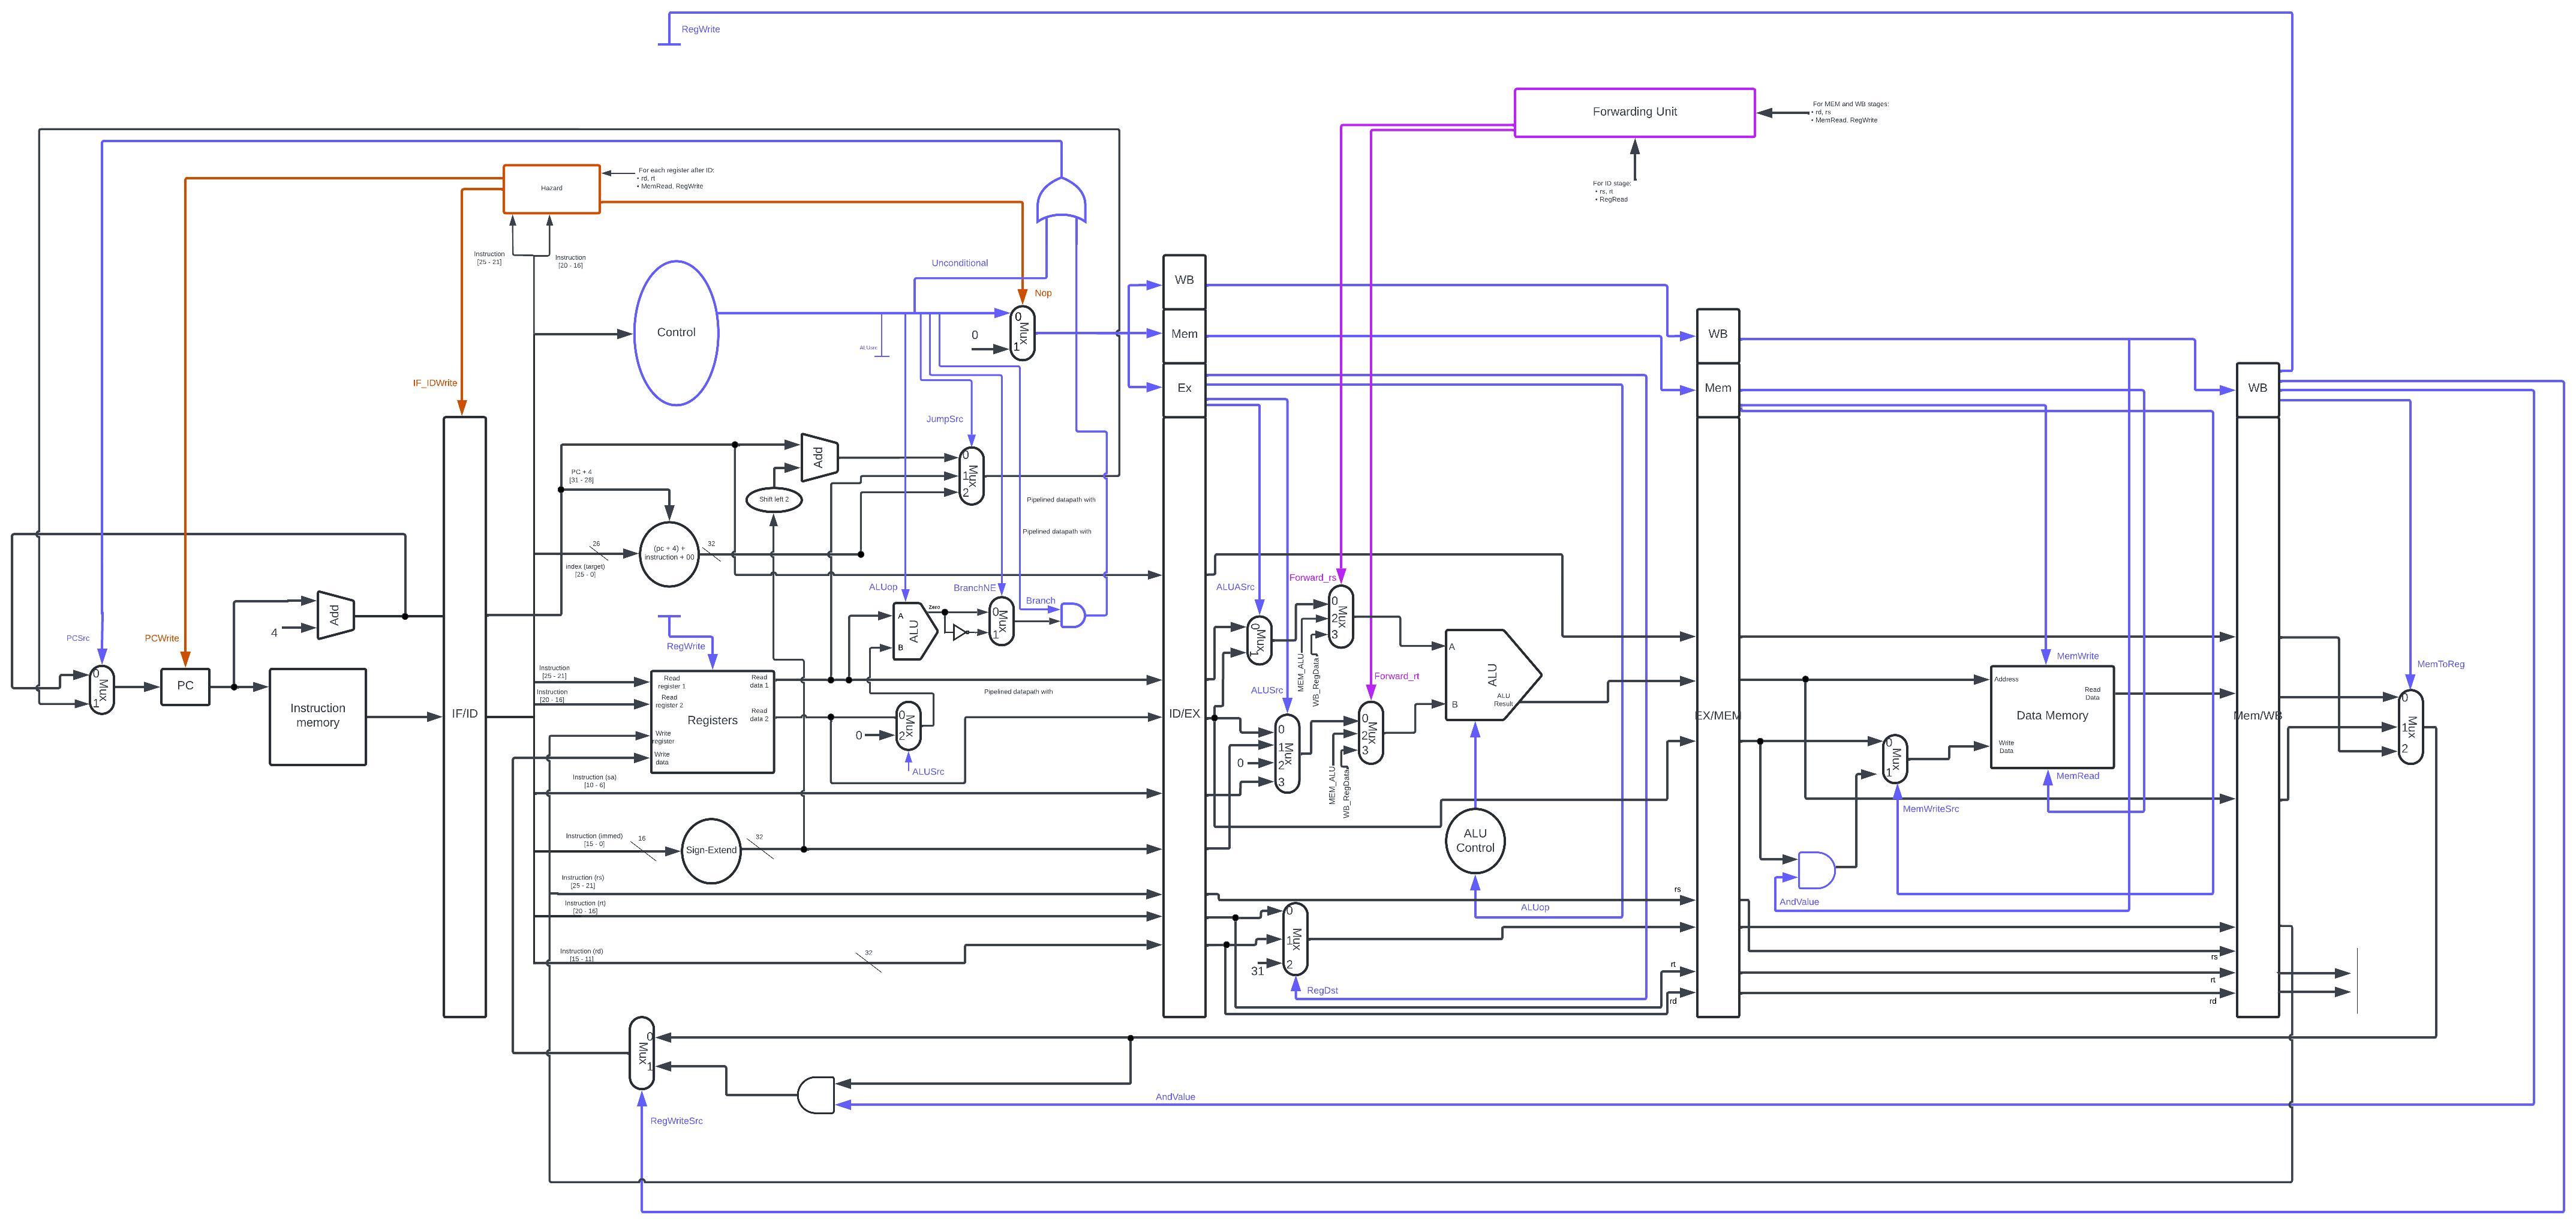 RegWrite
Forwarding Unit
For MEM and WB stages:
• rd, rs
• MemRead, RegWrite
For ID stage:
• rs, rt
• RegRead
Hazard
For each register after ID:
• rd, rt
• MemRead, RegWrite
Instruction
[25 - 21]
Instruction
[20 - 16]
Unconditional
Nop
Control
0
0
Mux
1
ALUsrc
WB
Mem
Ex
WB
Mem
WB
IF_IDWrite
JumpSrc
Add
0
1
Mux
2
PC + 4
[31 - 28]
Shift left 2
Pipelined datapath with
Pipelined datapath with
26
(pc + 4) +
instruction + 00
32
index (target)
[25 - 0]
ALUop
BranchNE
Branch
Zero
A
ALU
B
0
Mux
1
Add
4
PCSrc
PCWrite
0
Mux
1
PC
Instruction
memory
IF/ID
RegWrite
Instruction
[25 - 21]
Instruction
[20 - 16]
Read
register 1
Read
register 2
Registers
Write
register
Write
data
Read
data 1
Read
data 2
Pipelined datapath with
0
Mux
2
0
ALUSrc
ID/EX
ALUASrc
Forward_rs
0
Mux
1
0
2
Mux
3
MEM_ALU
WB_RegData
ALUSrc
Forward_rt
0
1
Mux
0
2
3
0
2
Mux
3
MEM_ALU
WB_RegData
A
ALU
B
ALU
Result
ALU
Control
ALUop
EX/MEM
MemWrite
Address
Read
Data
Data Memory
Write
Data
MemRead
0
Mux
1
MemWriteSrc
AndValue
Mem/WB
MemToReg
0
1
Mux
2
Instruction (sa)
[10 - 6]
Instruction (immed)
[15 - 0]
16
Sign-Extend
32
Instruction (rs)
[25 - 21]
Instruction (rt)
[20 - 16]
Instruction (rd)
[15 - 11]
32
0
1
Mux
2
31
RegDst
rs
rt
rd
rs
rt
rd
0
Mux
1
RegWriteSrc
AndValue